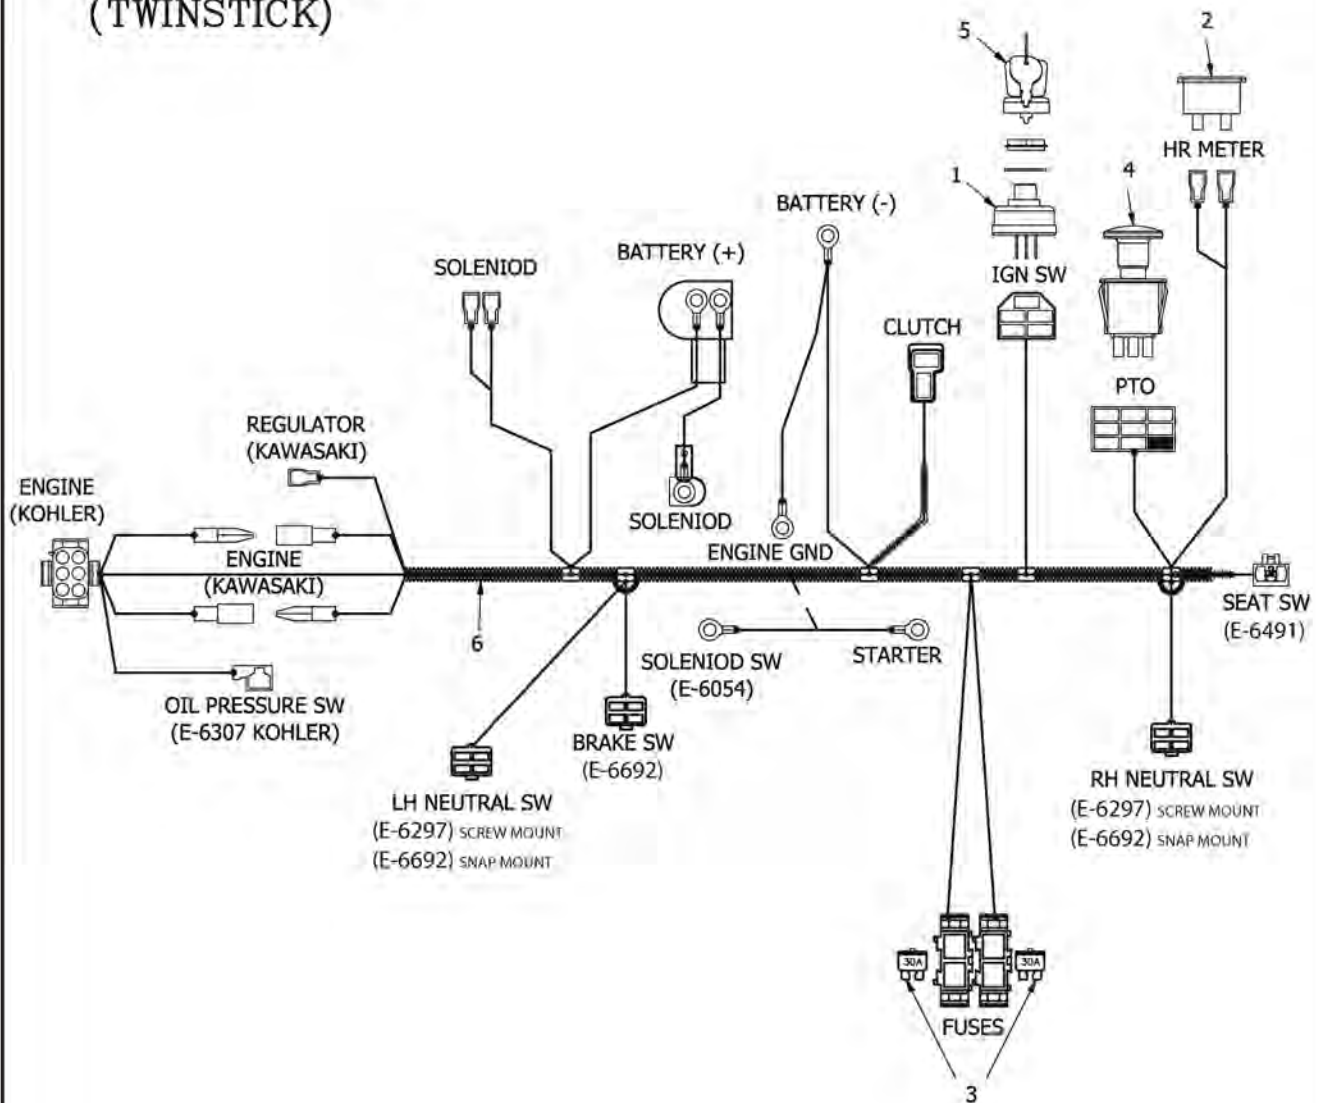 (TWINSTICK)
5
2
HR METER
1
4
BATTERY (-)
BATTERY (+)
SOLENIOD
IGN SW
CLUTCH
PTO
REGULATOR
(KAWASAKI)
ENGINE
(KOHLER)
SOLENIOD
ENGINE GND
ENGINE
(KAWASAKI)
SEAT SW
(E-6491)
6
SOLENIOD SW
(E-6054)
STARTER
OIL PRESSURE SW
(E-6307 KOHLER)
BRAKE SW
(E-6692)
LH NEUTRAL SW
(E-6297) SCREW MOUNT
(E-6692) SNAP MOUNT
RH NEUTRAL SW
(E-6297) SCREW MOUNT
(E-6692) SNAP MOUNT
30A
30A
FUSES
3